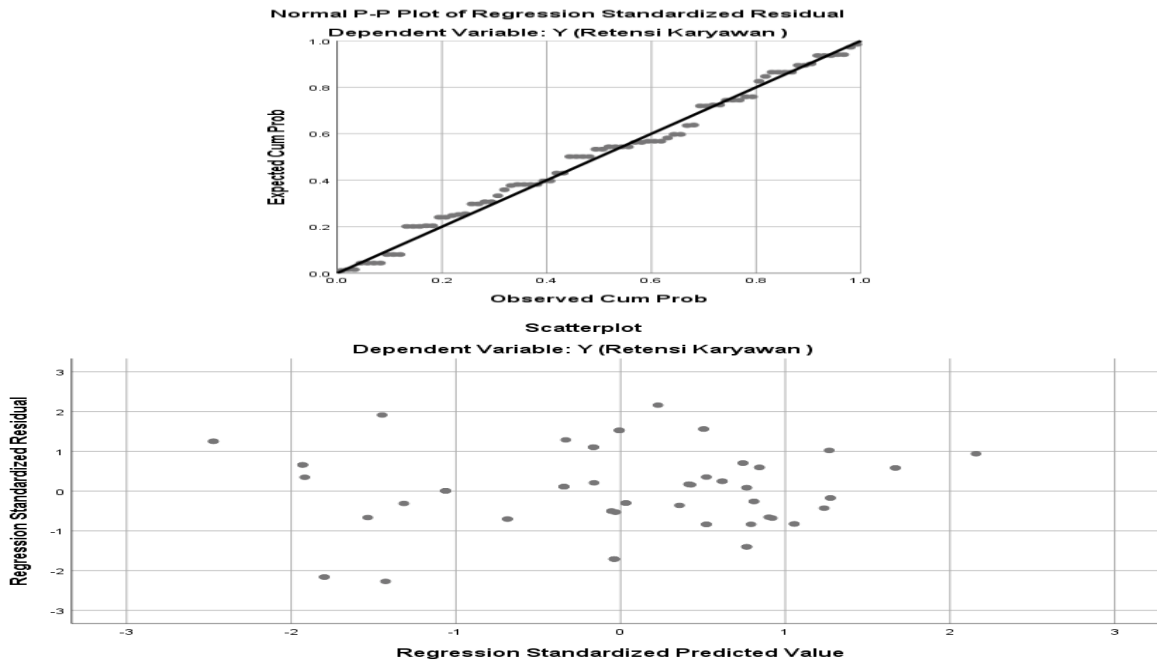 Normal P-P Plot of Regression Standardized Residual
Dependent Variable: Y (Retensi Karyawan )
1.0
0.8
0.6
0.4
0.2
0.0
Expected Cum Prob
0.0 0.2 0.4 0.6 0.8 1.0
Observed Cum Prob
Scatterplot
Dependent Variable: Y (Retensi Karyawan )
3
2
1
0
-1
-2
-3
Regression Standardized Residual
-3 -2 -1 0 1 2 3
Regression Standardized Predicted Value